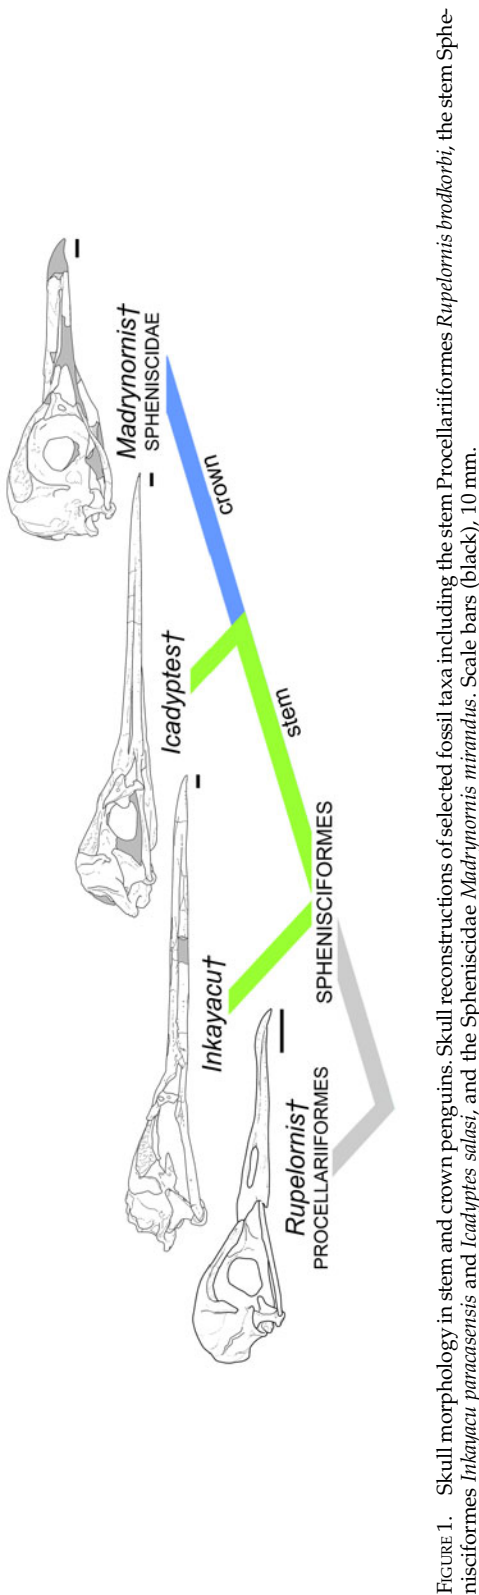 Madrynornis†
SPHENISCIDAE
Icadyptes†
crown
Inkayacu†
stem
Rupelornis†
PROCELLARIIFORMES
SPHENISCIFORMES
FIGURE 1. Skull morphology in stem and crown penguins. Skull reconstructions of selected fossil taxa including the stem Procellariiformes Rupelornis brodkorbi, the stem Sphe-
nisciformes Inkayacu paracasensis and Icadyptes salasi, and the Spheniscidae Madrynornis mirandus. Scale bars (black), 10 mm.